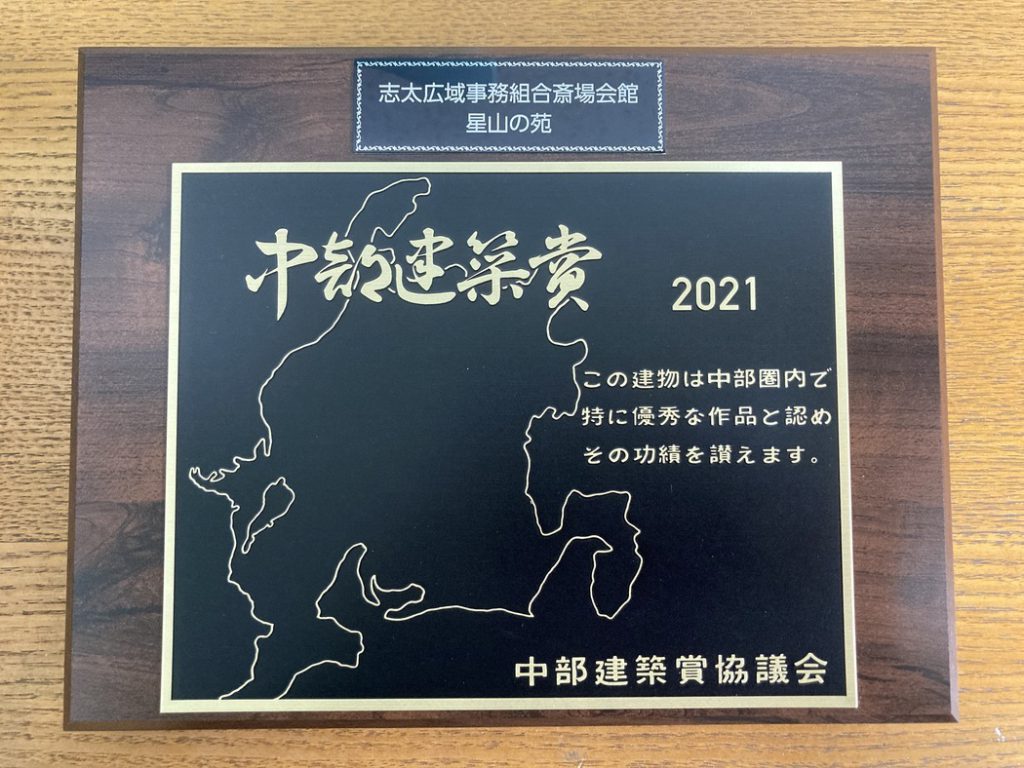 志太広域事務組合斎場会館
星山の苑
中部建築賞
2021
この建物は中部圏内で
特に優秀な作品と認め
その功績を讃えます。
中部建築賞協議会